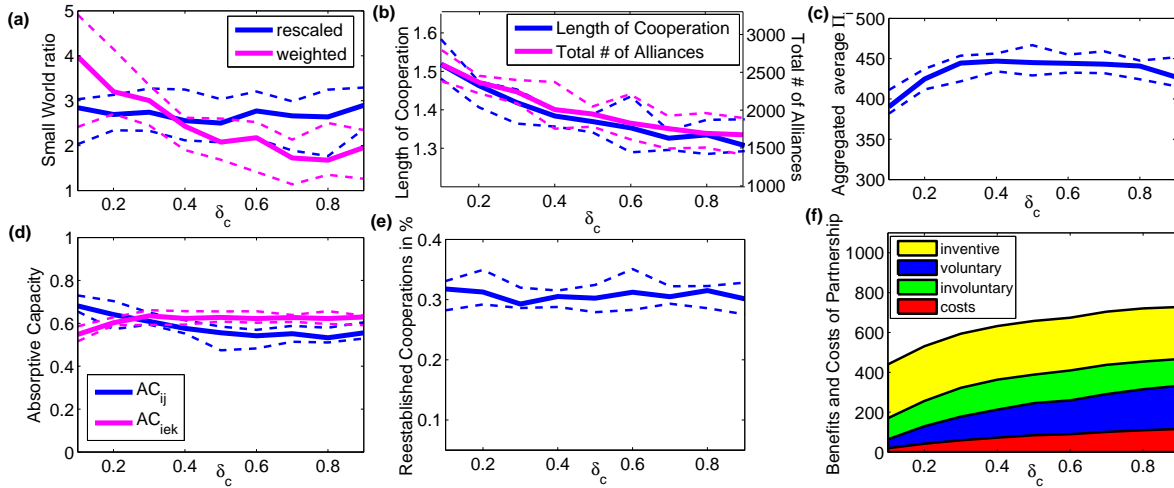 (a)
Small World ratio
5
4
3
2
1
rescaled
weighted
0.2 0.4 0.6 0.8
δc
(b)
Length of Cooperation
1.6
1.5
1.4
1.3
Length of Cooperation
Total # of Alliances
3000
2500
2000
1500
1000
Total # of Alliances
0.2 0.4 0.6 0.8
δc
(c)
Aggregated average Π
500
450
400
350
300
0.2 0.4 0.6 0.8
δc
(d)
Absorptive Capacity
1
0.8
0.6
0.4
0.2
0
ACij
ACiek
0.2 0.4 0.6 0.8
δc
(e)
Reestablished Cooperations in %
0.4
0.3
0.2
0.1
0.2 0.4 0.6 0.8
δc
(f)
Benefits and Costs of Partnership
1000
800
600
400
200
0
inventive
voluntary
involuntary
costs
0.2 0.4 0.6 0.8
δc